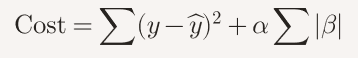 Cost = ∑(y − ŷ)² + α ∑|β|